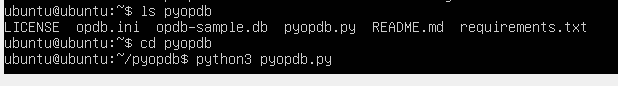 ubuntu@ubuntu:~$ ls pyopdb
LICENSE  opdb.ini  opdb-sample.db  pyopdb.py  README.md  requirements.txt
ubuntu@ubuntu:~$ cd pyopdb
ubuntu@ubuntu:~/pyopdb$ python3 pyopdb.py